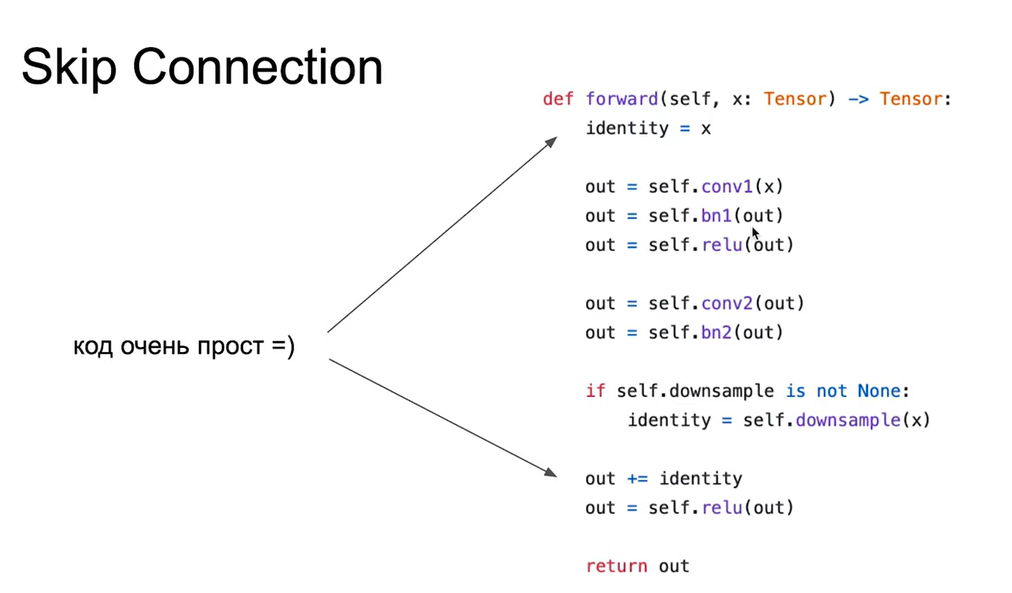 Skip Connection
def forward(self, x: Tensor) -> Tensor:
identity = x
out = self.conv1(x)
out = self.bn1(out)
out = self.relu(out)
out = self.conv2(out)
out = self.bn2(out)
код очень прост =)
if self.downsample is not None:
identity = self.downsample(x)
out += identity
out = self.relu(out)
return out